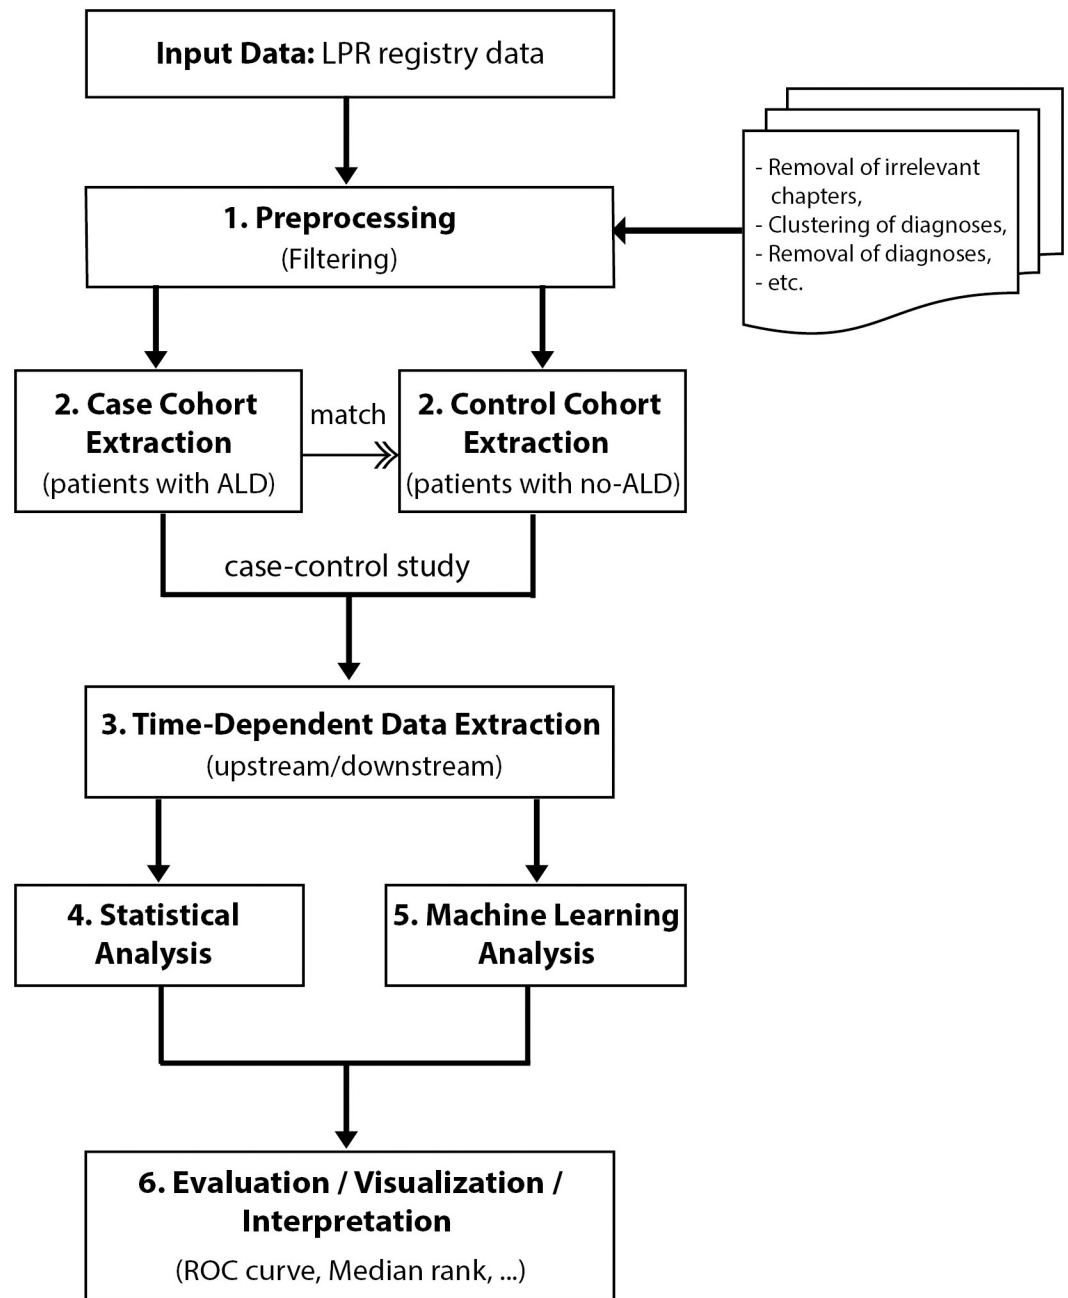 Input Data: LPR registry data
- Removal of irrelevant
chapters,
- Clustering of diagnoses,
- Removal of diagnoses,
- etc.
1. Preprocessing
(Filtering)
2. Case Cohort
Extraction
(patients with ALD)
match
2. Control Cohort
Extraction
(patients with no-ALD)
case-control study
3. Time-Dependent Data Extraction
(upstream/downstream)
4. Statistical
Analysis
5. Machine Learning
Analysis
6. Evaluation / Visualization /
Interpretation
(ROC curve, Median rank, ...)